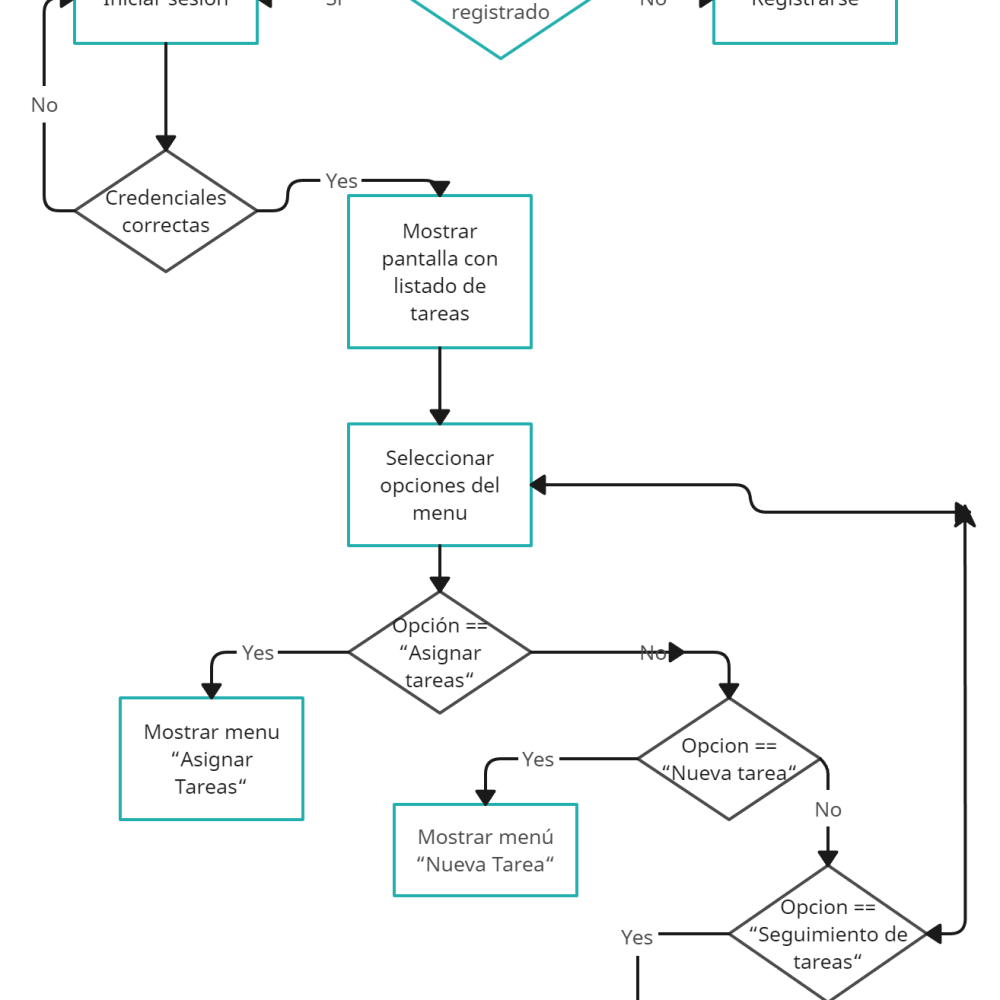 Iniciar sesión
Si
registrado
No
Registrarse
No
Credenciales
correctas
Yes
Mostrar
pantalla con
listado de
tareas
Seleccionar
opciones del
menu
Opción ==
“Asignar
tareas“
Yes
No
Mostrar menu
“Asignar
Tareas“
Opcion ==
“Nueva tarea“
Yes
No
Mostrar menú
“Nueva Tarea“
Opcion ==
“Seguimiento de
tareas“
Yes